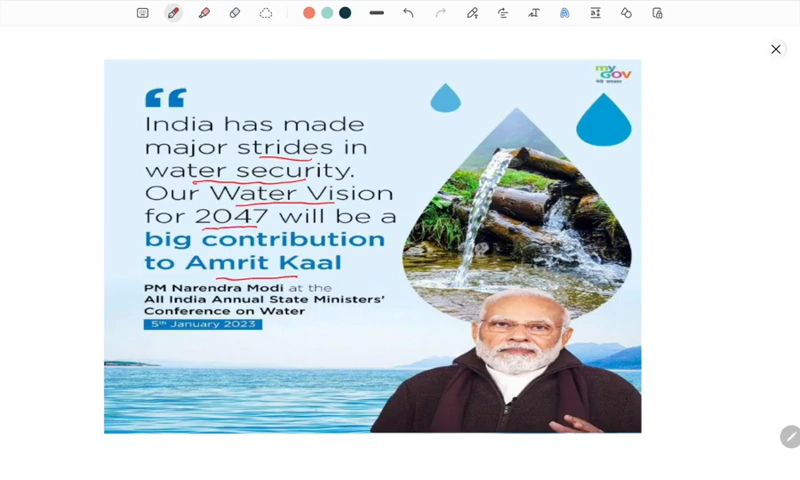 my
GOV
“
India has made
major strides in
water security.
Our Water Vision
for 2047 will be a
big contribution
to Amrit Kaal
PM Narendra Modi at the
All India Annual State Ministers’
Conference on Water
5th January 2023